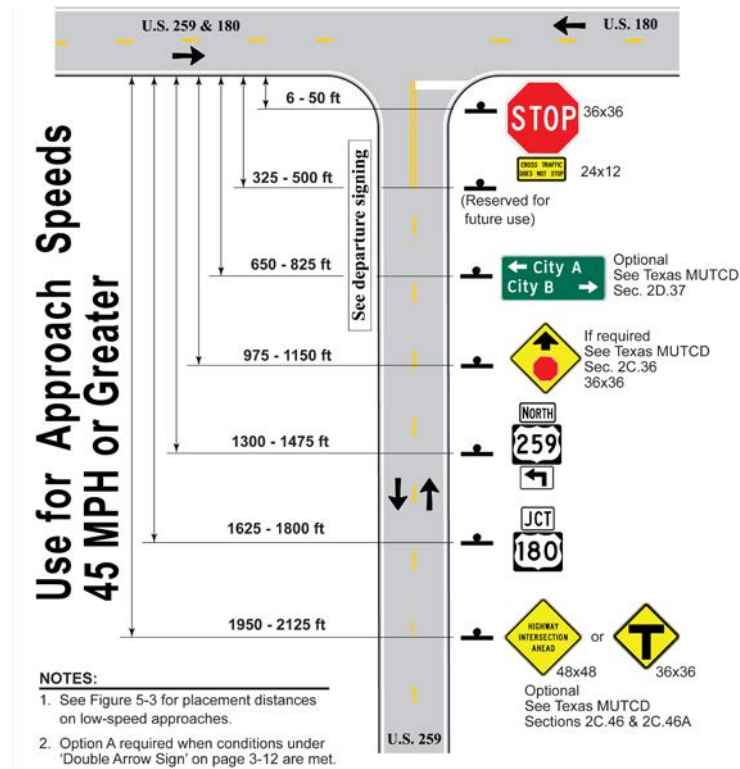 U.S. 259 & 180
U.S. 180
6 - 50 ft
STOP
36x36
CROSS TRAFFIC
DOES NOT STOP
24x12
325 - 500 ft
(Reserved for
future use)
See departure signing
Use for Approach Speeds
45 MPH or Greater
650 - 825 ft
City A
City B
Optional
See Texas MUTCD
Sec. 2D.37
975 - 1150 ft
If required
See Texas MUTCD
Sec. 2C.36
36x36
1300 - 1475 ft
NORTH
259
1625 - 1800 ft
JCT
180
1950 - 2125 ft
HIGHWAY
INTERSECTION
AHEAD
or
T
48x48
36x36
Optional
See Texas MUTCD
Sections 2C.46 & 2C.46A
NOTES:
1. See Figure 5-3 for placement distances
on low-speed approaches.
2. Option A required when conditions under
'Double Arrow Sign' on page 3-12 are met.
U.S. 259